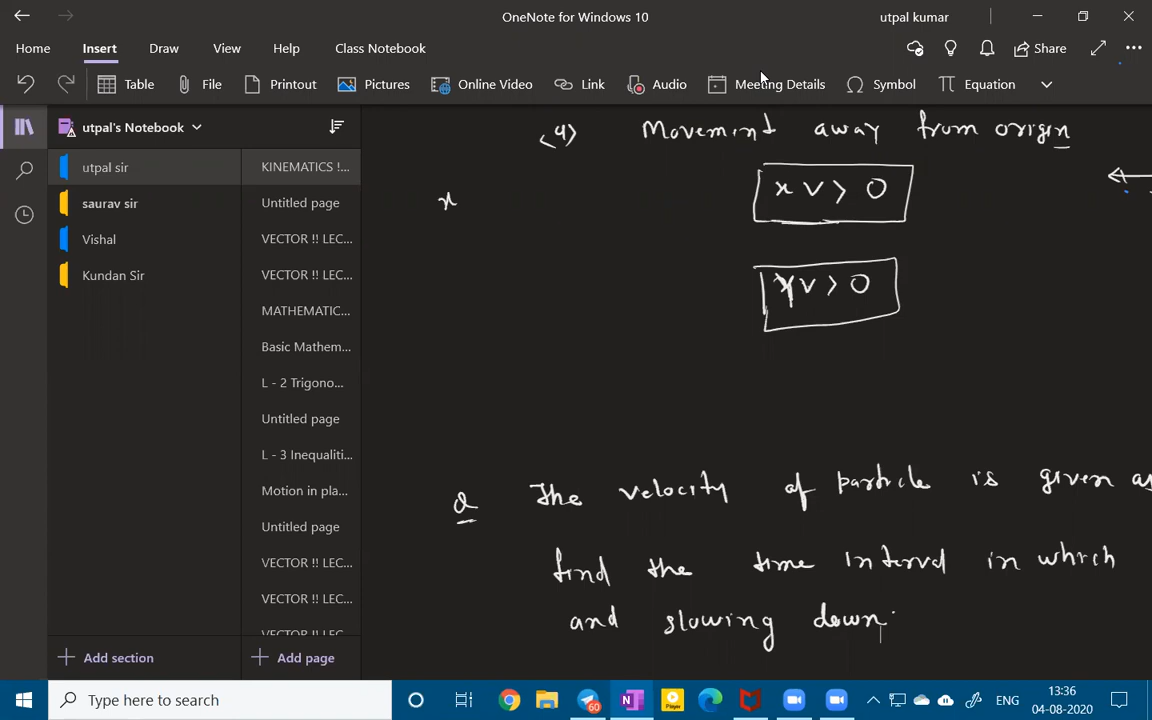 OneNote for Windows 10
utpal kumar
Home Insert Draw View Help Class Notebook
Share
Table File Printout Pictures Online Video Link Audio Meeting Details Symbol Equation
utpal's Notebook
utpal sir
saurav sir
Vishal
Kundan Sir
KINEMATICS !...
Untitled page
VECTOR !! LEC...
VECTOR !! LEC...
MATHEMATIC...
Basic Mathem...
L - 2 Trigono...
Untitled page
L - 3 Inequaliti...
Motion in pla...
Untitled page
VECTOR !! LEC...
VECTOR !! LEC...
VECTOR !! LEC...
Add section
Add page
(4) Movement away from origin
x
x v > 0
x v > 0
Q The velocity of particle is given as
find the time interval in which
and slowing down
Type here to search
60
Player
ENG
13:36
04-08-2020